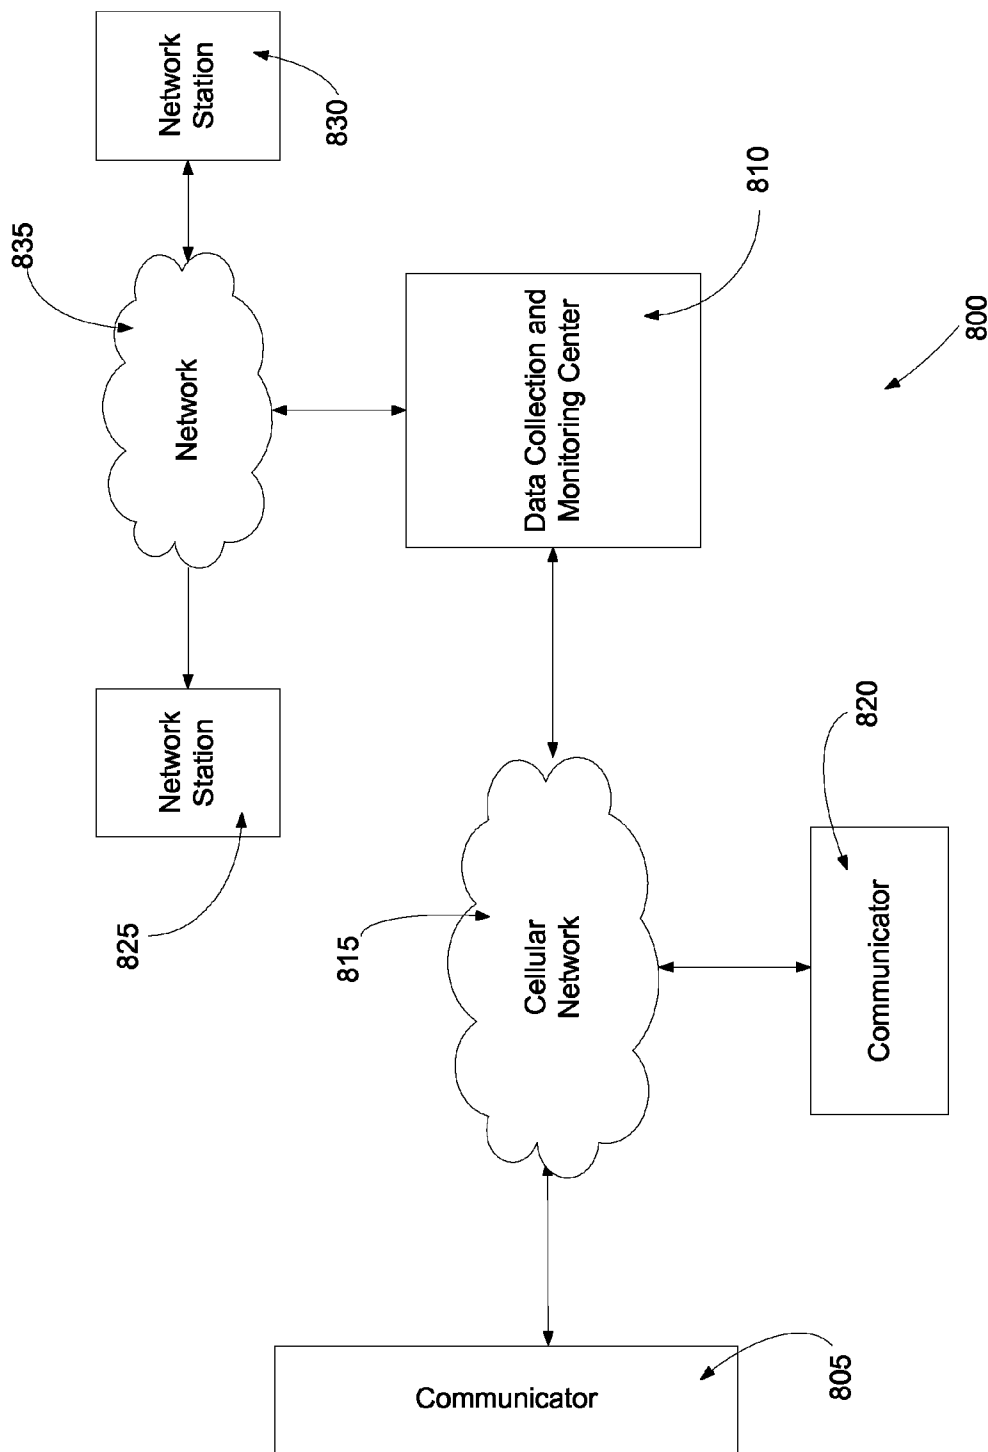 Network
Station
830
835
Network
810
Data Collection and
Monitoring Center
800
Network
Station
825
820
815
Cellular
Network
Communicator
Communicator
805